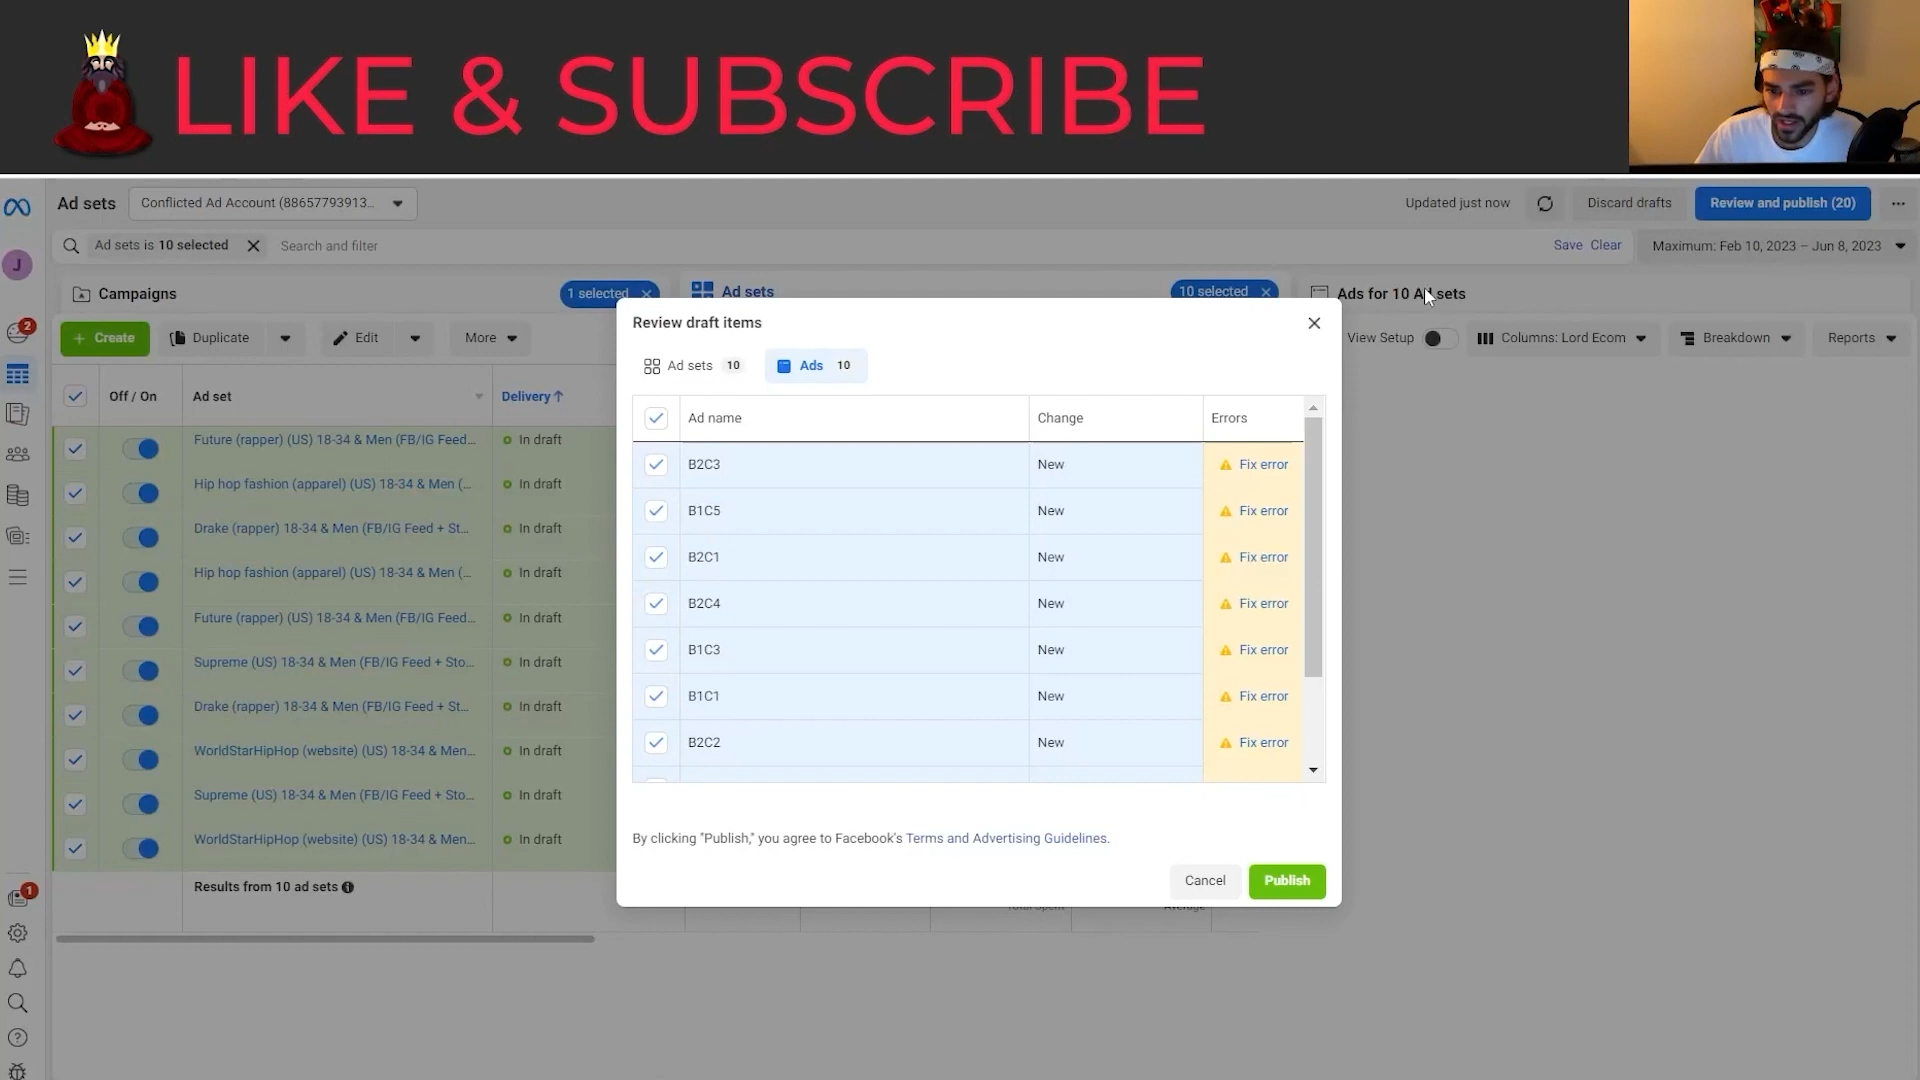 LIKE & SUBSCRIBE
Ad sets
Conflicted Ad Account (88657793913...
Updated just now
Discard drafts
Review and publish (20)
Ad sets is 10 selected
Search and filter
Save Clear
Maximum: Feb 10, 2023 – Jun 8, 2023
J
Campaigns
1 selected
Ad sets
10 selected
Ads for 10 Ad sets
2
+ Create
Duplicate
Edit
More
View Setup
Columns: Lord Ecom
Breakdown
Reports
Off / On
Ad set
Delivery ↑
Future (rapper) (US) 18-34 & Men (FB/IG Feed...
In draft
Hip hop fashion (apparel) (US) 18-34 & Men (...
In draft
Drake (rapper) 18-34 & Men (FB/IG Feed + St...
In draft
Hip hop fashion (apparel) (US) 18-34 & Men (...
In draft
Future (rapper) (US) 18-34 & Men (FB/IG Feed...
In draft
Supreme (US) 18-34 & Men (FB/IG Feed + Sto...
In draft
Drake (rapper) 18-34 & Men (FB/IG Feed + St...
In draft
WorldStarHipHop (website) (US) 18-34 & Men...
In draft
Supreme (US) 18-34 & Men (FB/IG Feed + Sto...
In draft
WorldStarHipHop (website) (US) 18-34 & Men...
In draft
Results from 10 ad sets
1
Review draft items
Ad sets 10
Ads 10
Ad name Change Errors
B2C3 New Fix error
B1C5 New Fix error
B2C1 New Fix error
B2C4 New Fix error
B1C3 New Fix error
B1C1 New Fix error
B2C2 New Fix error
By clicking "Publish," you agree to Facebook's Terms and Advertising Guidelines.
Cancel
Publish